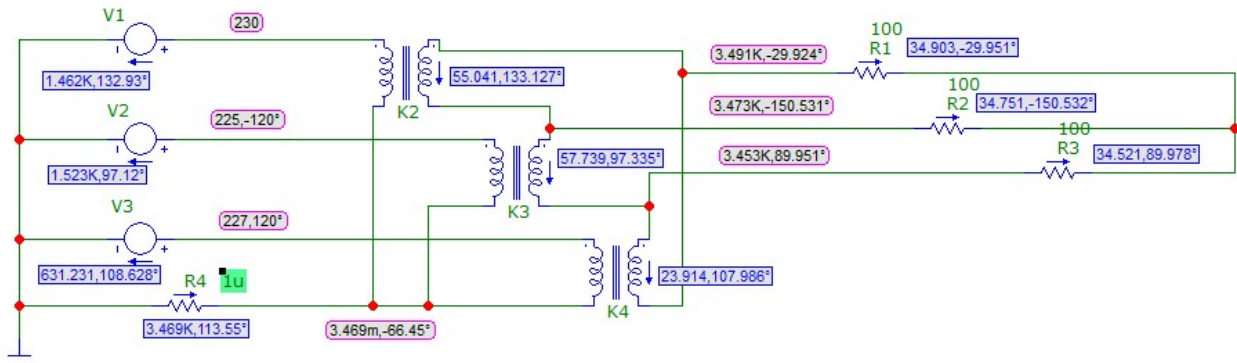 V1
230
1.462K,132.93°
55.041,133.127°
K2
3.491K,-29.924°
100
R1
34.903,-29.951°
V2
225,-120°
1.523K,97.12°
57.739,97.335°
K3
3.473K,-150.531°
100
R2
34.751,-150.532°
3.453K,89.951°
100
R3
34.521,89.978°
V3
227,120°
631.231,108.628°
23.914,107.986°
K4
R4
1u
3.469K,113.55°
3.469m,-66.45°